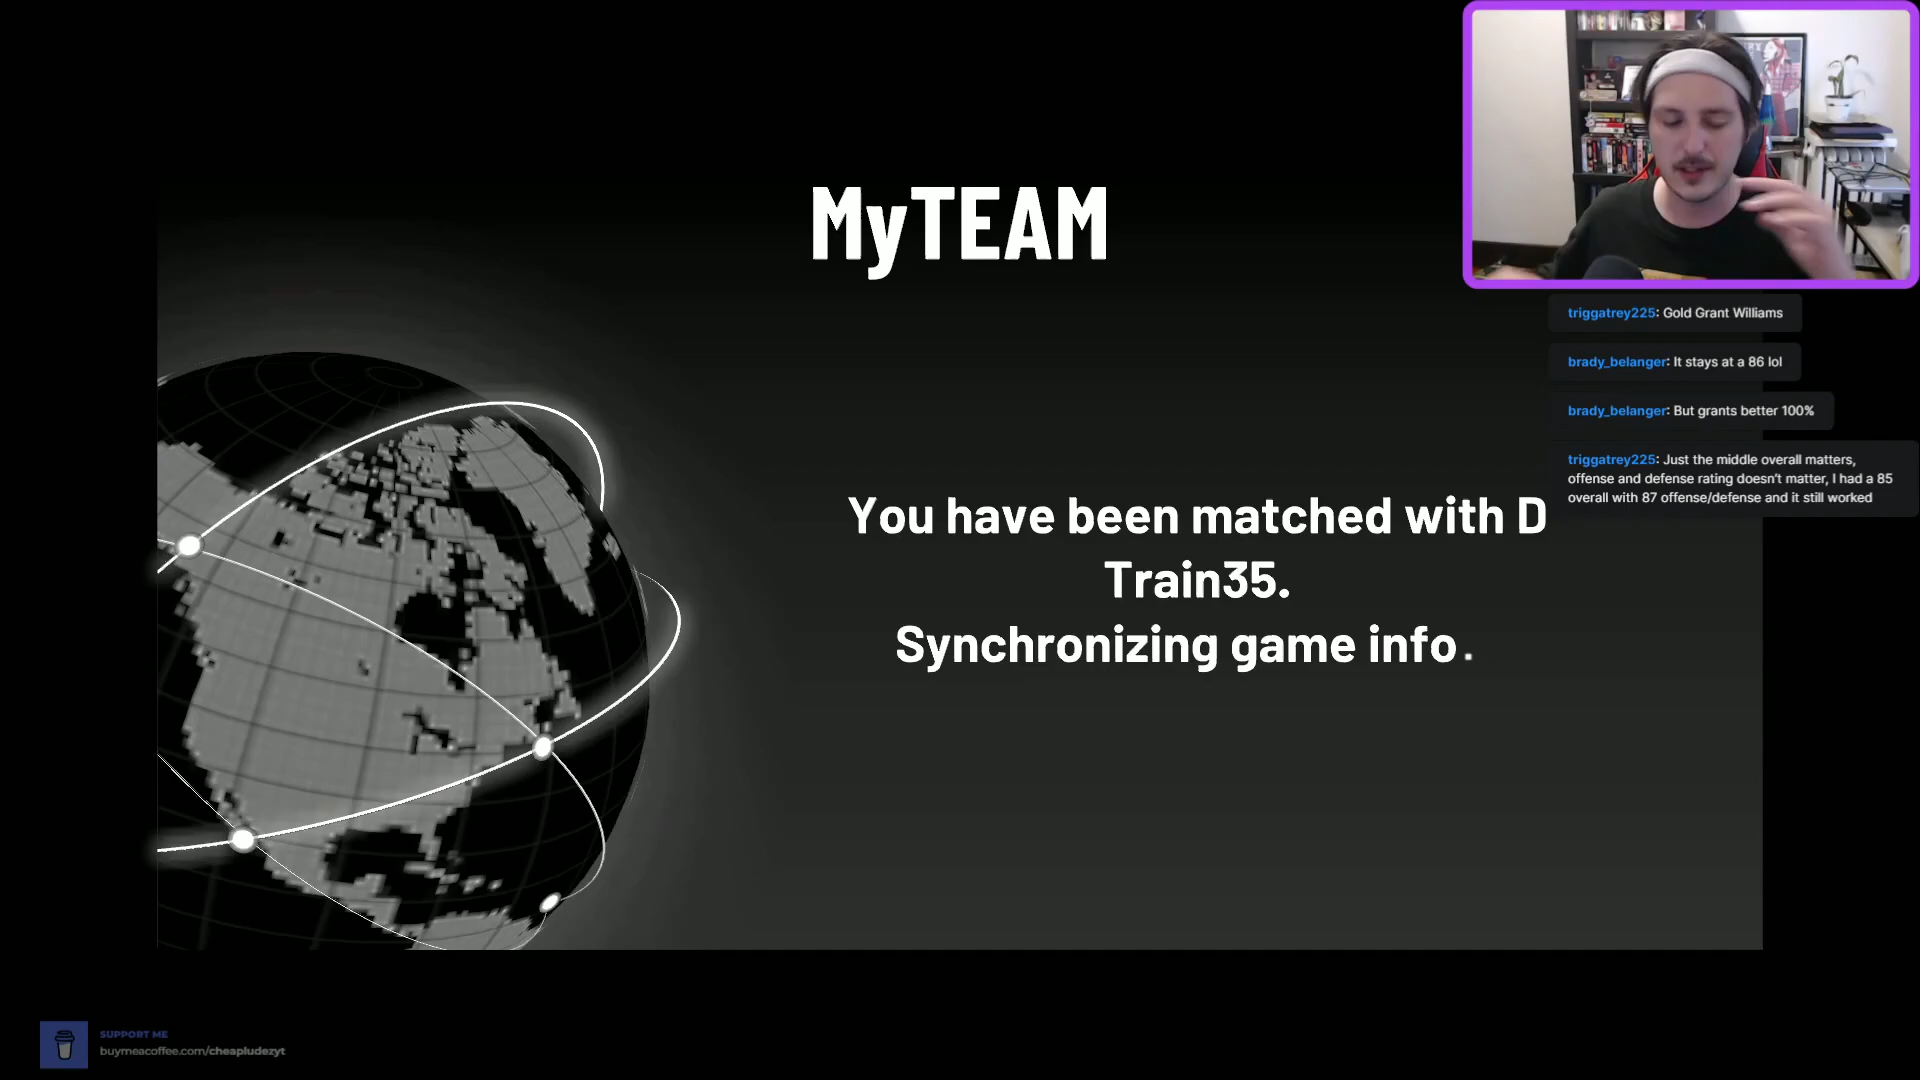 MyTEAM
triggatrey225: Gold Grant Williams
brady_belanger: It stays at a 86 lol
brady_belanger: But grants better 100%
triggatrey225: Just the middle overall matters,
offense and defense rating doesn't matter, I had a 85
overall with 87 offense/defense and it still worked
You have been matched with D
Train35.
Synchronizing game info .
SUPPORT ME
buymeacoffee.com/cheapludezyt